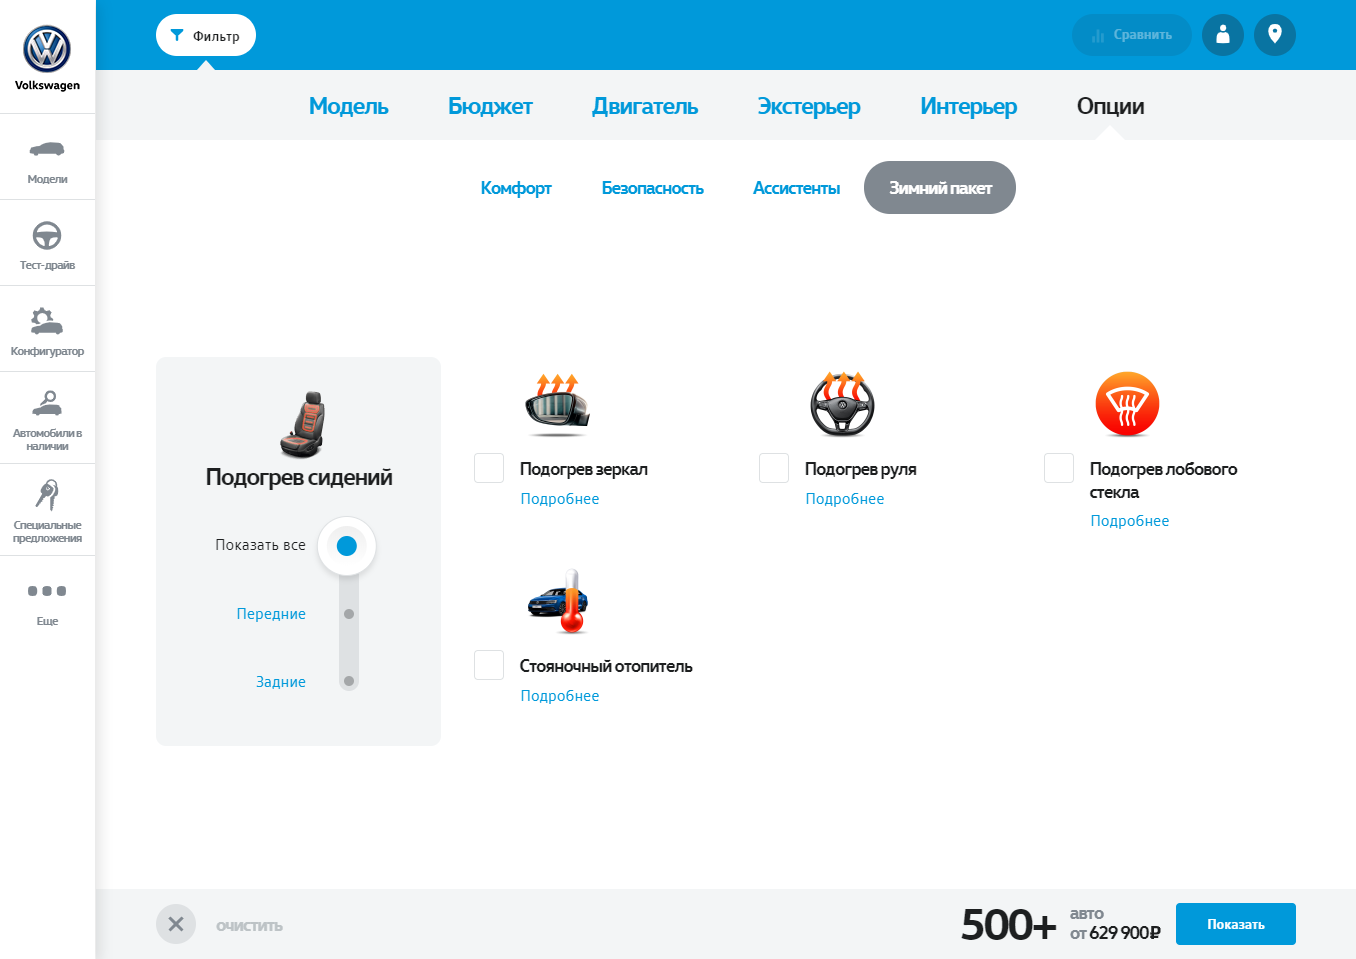 Volkswagen
Модели
Тест-драйв
Конфигуратор
Автомобили в
наличии
Специальные
предложения
Еще
Фильтр
Сравнить
Модель
Бюджет
Двигатель
Экстерьер
Интерьер
Опции
Комфорт
Безопасность
Ассистенты
Зимний пакет
Подогрев сидений
Показать все
Передние
Задние
Подогрев зеркал
Подробнее
Подогрев руля
Подробнее
Подогрев лобового
стекла
Подробнее
Стояночный отопитель
Подробнее
ОЧИСТИТЬ
500+
авто
от 629 900₽
Показать